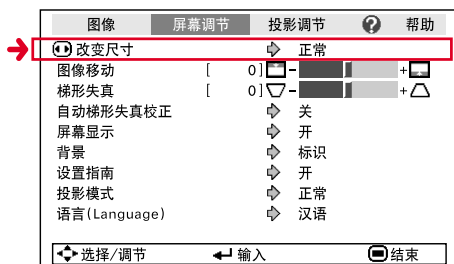 图像 屏幕调节 投影调节 ? 帮助
改变尺寸 正常
图像移动 [ 0] - +
梯形失真 [ 0] - +
自动梯形失真校正 关
屏幕显示 开
背景 标识
设置指南 开
投影模式 正常
语言(Language) 汉语
选择/调节 输入 结束